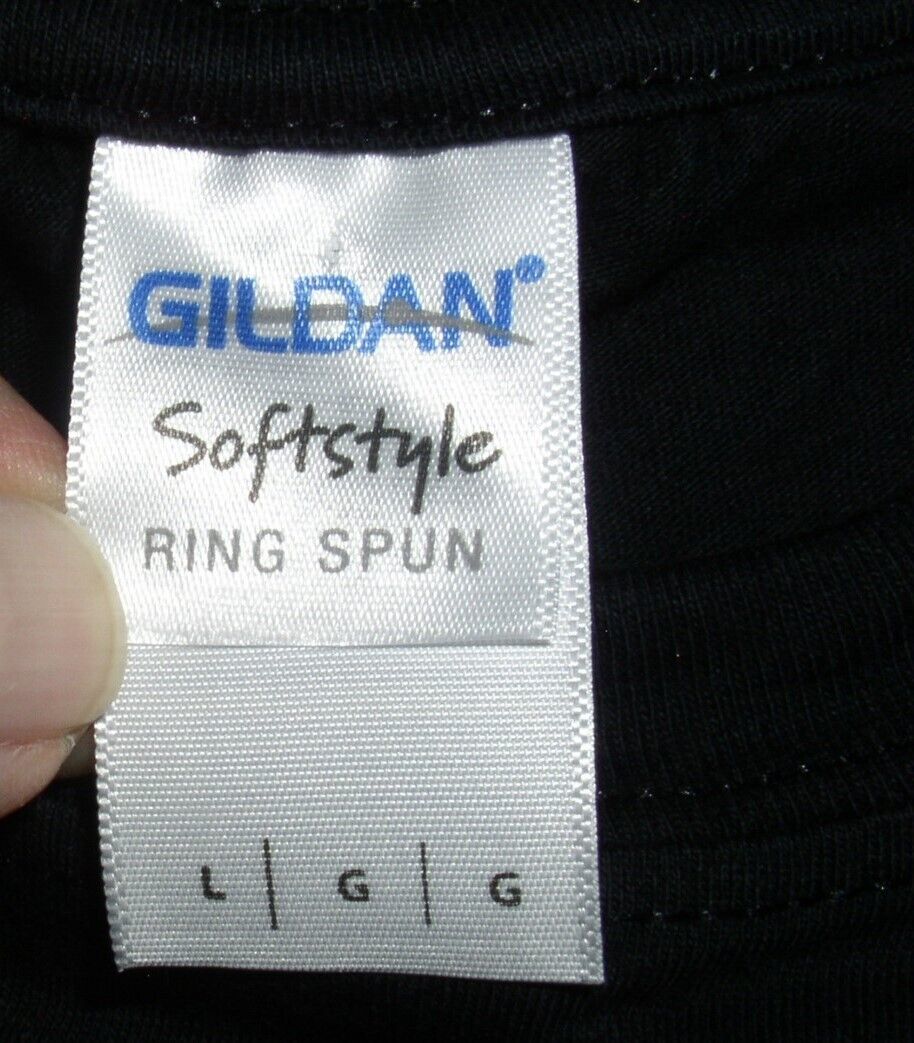 GILDAN®
Softstyle
RING SPUN
L | G | G